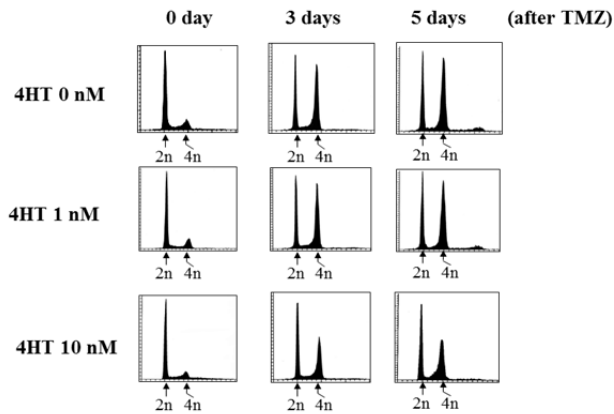 0 day 3 days 5 days (after TMZ)
4HT 0 nM
2n 4n 2n 4n 2n 4n
4HT 1 nM
2n 4n 2n 4n 2n 4n
4HT 10 nM
2n 4n 2n 4n 2n 4n